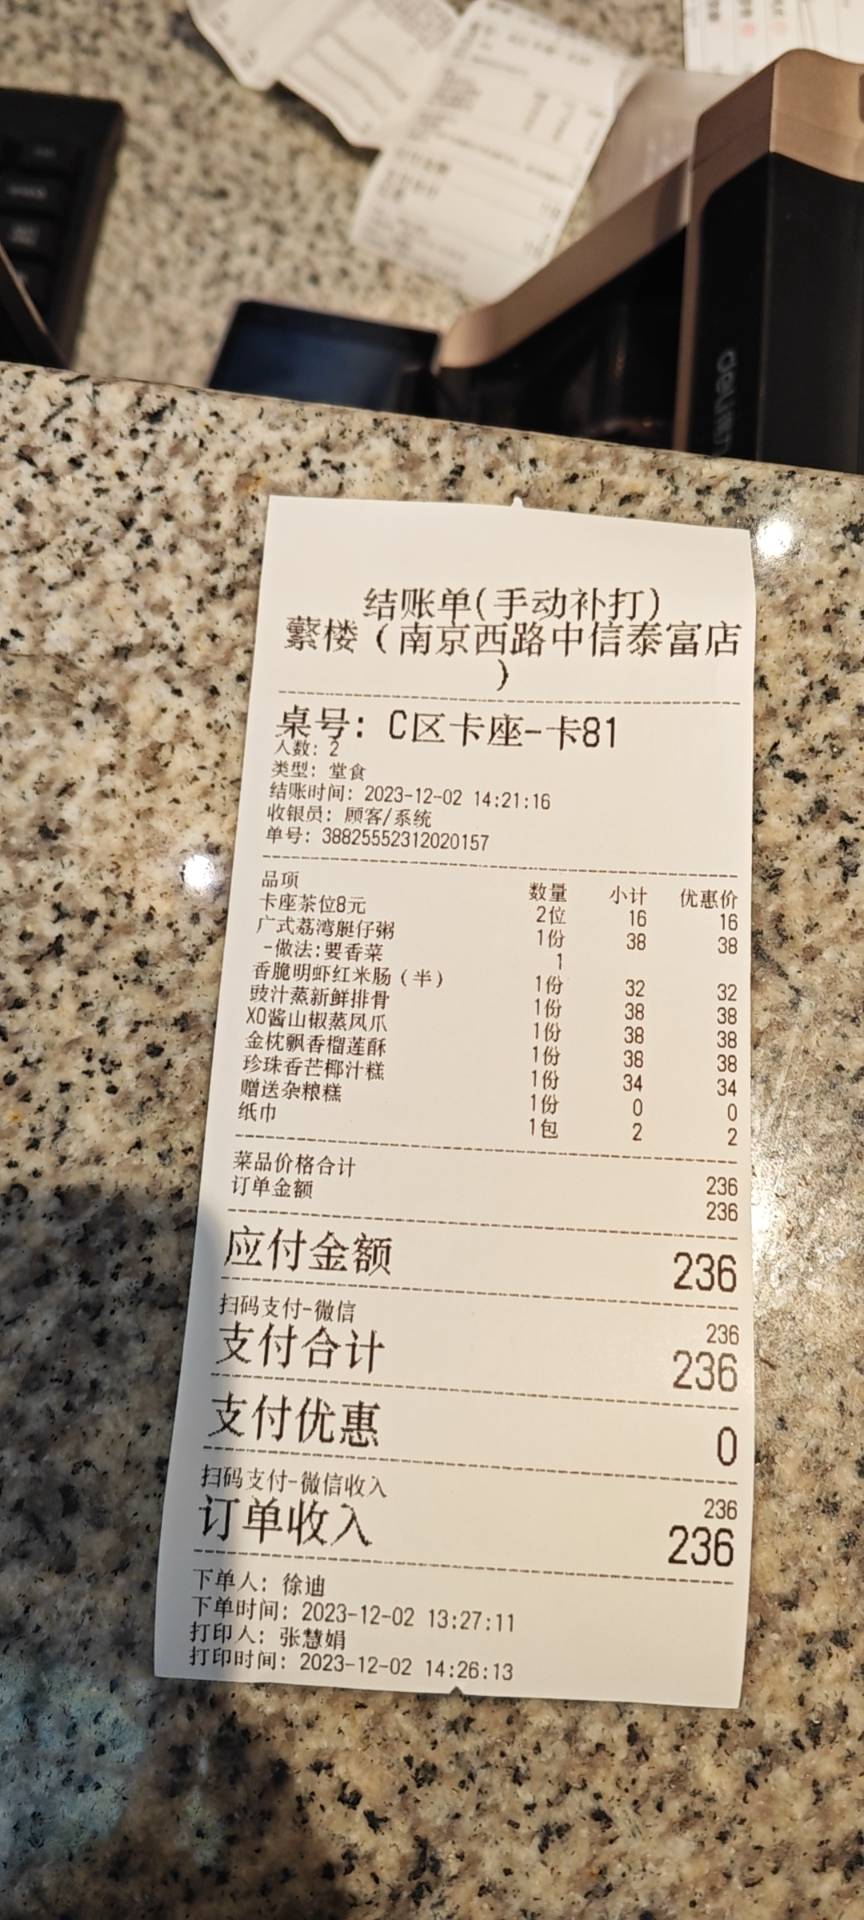 结账单(手动补打)
蘩楼（南京西路中信泰富店
）
桌号: C区卡座-卡81
人数: 2
类型: 堂食
结账时间: 2023-12-02 14:21:16
收银员: 顾客/系统
单号: 38825552312020157
品项 数量 小计 优惠价
卡座茶位8元 2位 16 16
广式荔湾艇仔粥 1份 38 38
-做法:要香菜 1
香脆明虾红米肠（半） 1份 32 32
豉汁蒸新鲜排骨 1份 38 38
XO酱山椒蒸凤爪 1份 38 38
金枕飘香榴莲酥 1份 38 38
珍珠香芒椰汁糕 1份 34 34
赠送杂粮糕 1份 0 0
纸巾 1包 2 2
菜品价格合计 236
订单金额 236
应付金额 236
扫码支付-微信 236
支付合计 236
支付优惠 0
扫码支付-微信收入 236
订单收入 236
下单人: 徐迪
下单时间: 2023-12-02 13:27:11
打印人: 张慧娟
打印时间: 2023-12-02 14:26:13